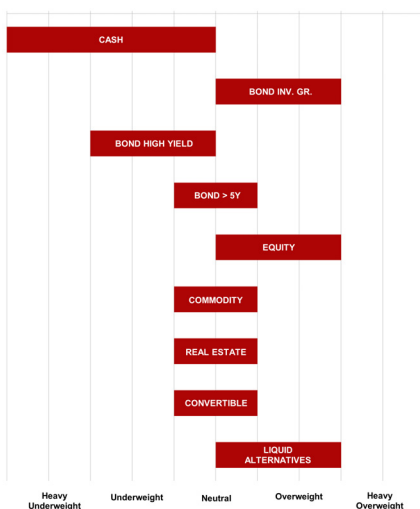 CASH
BOND INV. GR.
BOND HIGH YIELD
BOND > 5Y
EQUITY
COMMODITY
REAL ESTATE
CONVERTIBLE
LIQUID
ALTERNATIVES
Heavy
Underweight
Underweight
Neutral
Overweight
Heavy
Overweight